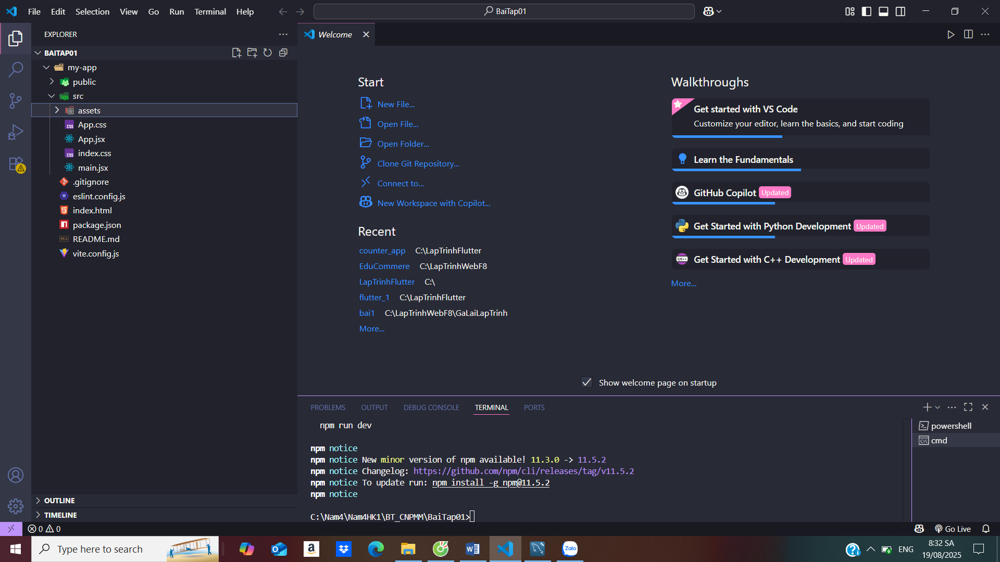 File Edit Selection View Go Run Terminal Help
BaiTap01
EXPLORER
BAITAP01
my-app
public
src
assets
App.css
App.jsx
index.css
main.jsx
.gitignore
eslint.config.js
index.html
package.json
README.md
vite.config.js
OUTLINE
TIMELINE
Welcome
Start
New File...
Open File...
Open Folder...
Clone Git Repository...
Connect to...
New Workspace with Copilot...
Recent
counter_app C:\LapTrinhFlutter
EduCommere C:\LapTrinhWebF8
LapTrinhFlutter C:\
flutter_1 C:\LapTrinhFlutter
bai1 C:\LapTrinhWebF8\GaLaiLapTrinh
More...
Walkthroughs
Get started with VS Code
Customize your editor, learn the basics, and start coding
Learn the Fundamentals
GitHub Copilot Updated
Get Started with Python Development Updated
Get Started with C++ Development Updated
More...
Show welcome page on startup
PROBLEMS OUTPUT DEBUG CONSOLE TERMINAL PORTS
npm run dev
npm notice
npm notice New minor version of npm available! 11.3.0 -> 11.5.2
npm notice Changelog: https://github.com/npm/cli/releases/tag/v11.5.2
npm notice To update run: npm install -g npm@11.5.2
npm notice
C:\Nam4\Nam4HK1\BT_CNPMM\BaiTap01>
powershell
cmd
0 0
Go Live
Type here to search
Zalo
ENG
8:32 SA
19/08/2025